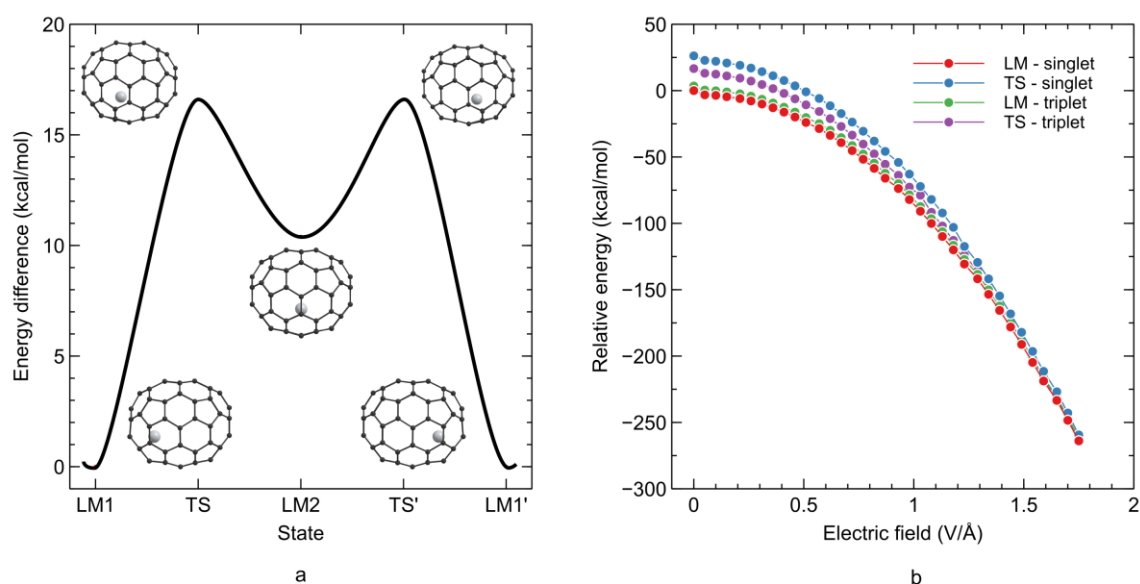 20
15
10
5
0
Energy difference (kcal/mol)
LM1
TS
LM2
TS'
LM1'
State
a
50
25
0
−50
−100
−150
−200
−250
−300
Relative energy (kcal/mol)
LM - singlet
TS - singlet
LM - triplet
TS - triplet
0
0.5
1
1.5
2
Electric field (V/Å)
b